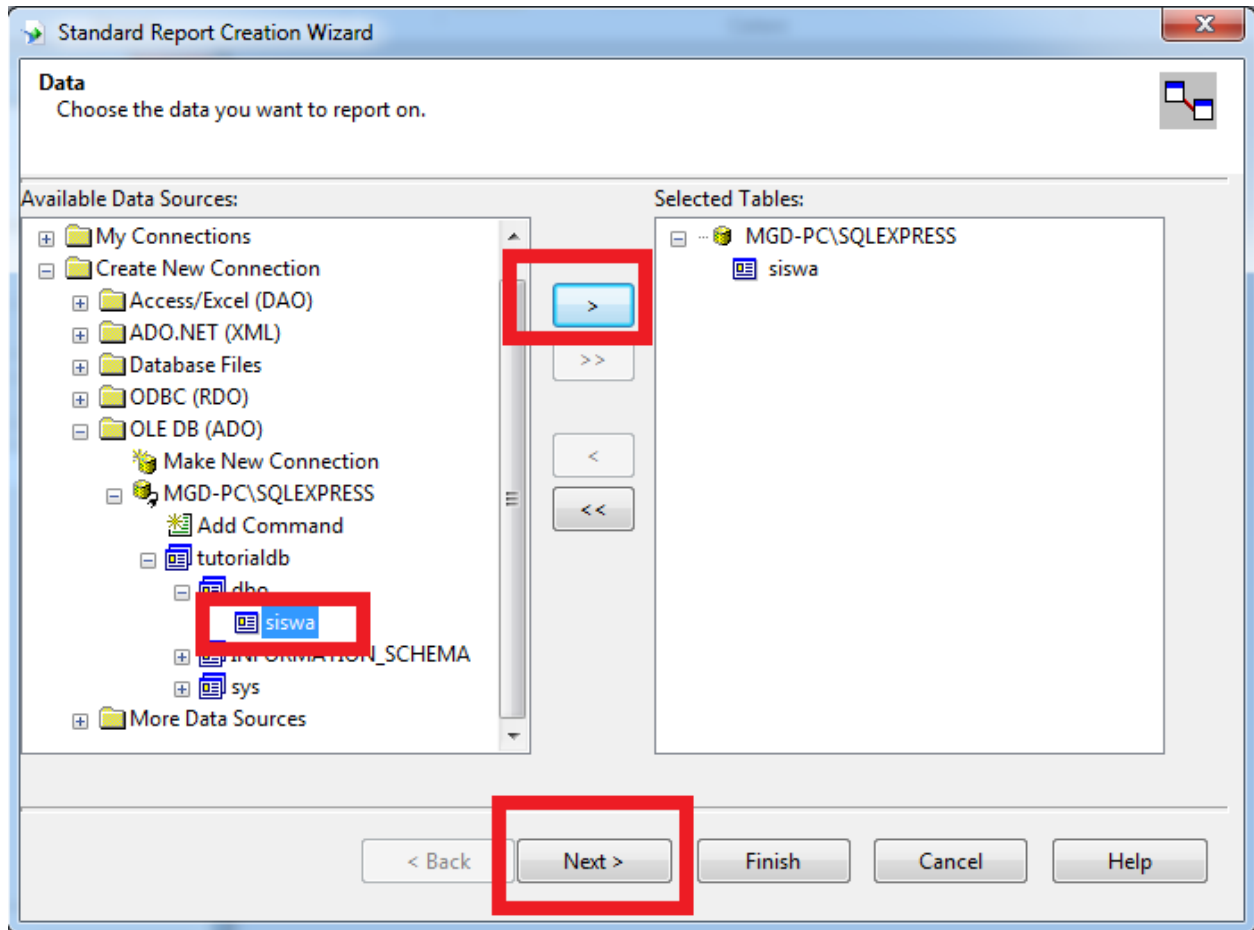 Standard Report Creation Wizard
x
Data
Choose the data you want to report on.
Available Data Sources:
My Connections
Create New Connection
Access/Excel (DAO)
ADO.NET (XML)
Database Files
ODBC (RDO)
OLE DB (ADO)
Make New Connection
MGD-PC\SQLEXPRESS
Add Command
tutorialdb
dbo
siswa
INFORMATION_SCHEMA
sys
More Data Sources
>
>>
<
<<
Selected Tables:
MGD-PC\SQLEXPRESS
siswa
< Back
Next >
Finish
Cancel
Help